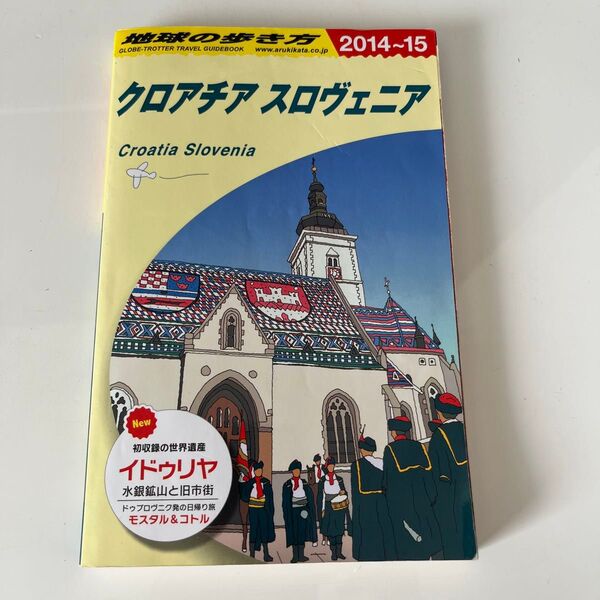 地球の歩き方
GLOBE-TROTTER TRAVEL GUIDEBOOK www.arukikata.co.jp
2014~15
クロアチア スロヴェニア
Croatia Slovenia
New
初収録の世界遺産
イドゥリヤ
水銀鉱山と旧市街
ドゥブロヴニク発の日帰り旅
モスタル&コトル